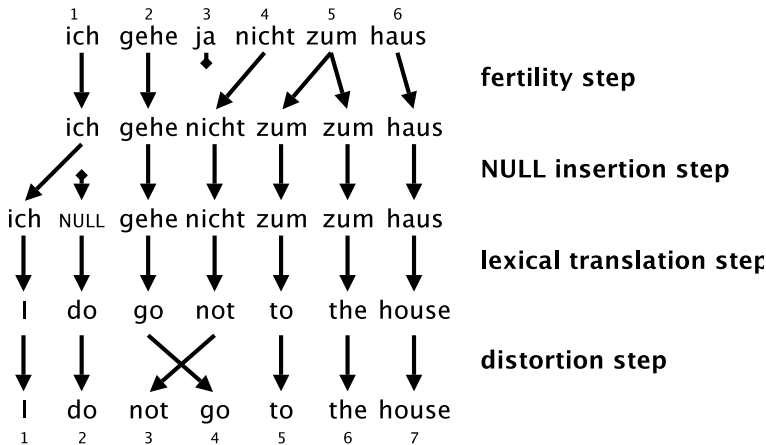 1 2 3 4 5 6
ich gehe ja nicht zum haus
fertility step
ich gehe nicht zum zum haus
NULL insertion step
ich NULL gehe nicht zum zum haus
lexical translation step
I do go not to the house
distortion step
I do not go to the house
1 2 3 4 5 6 7